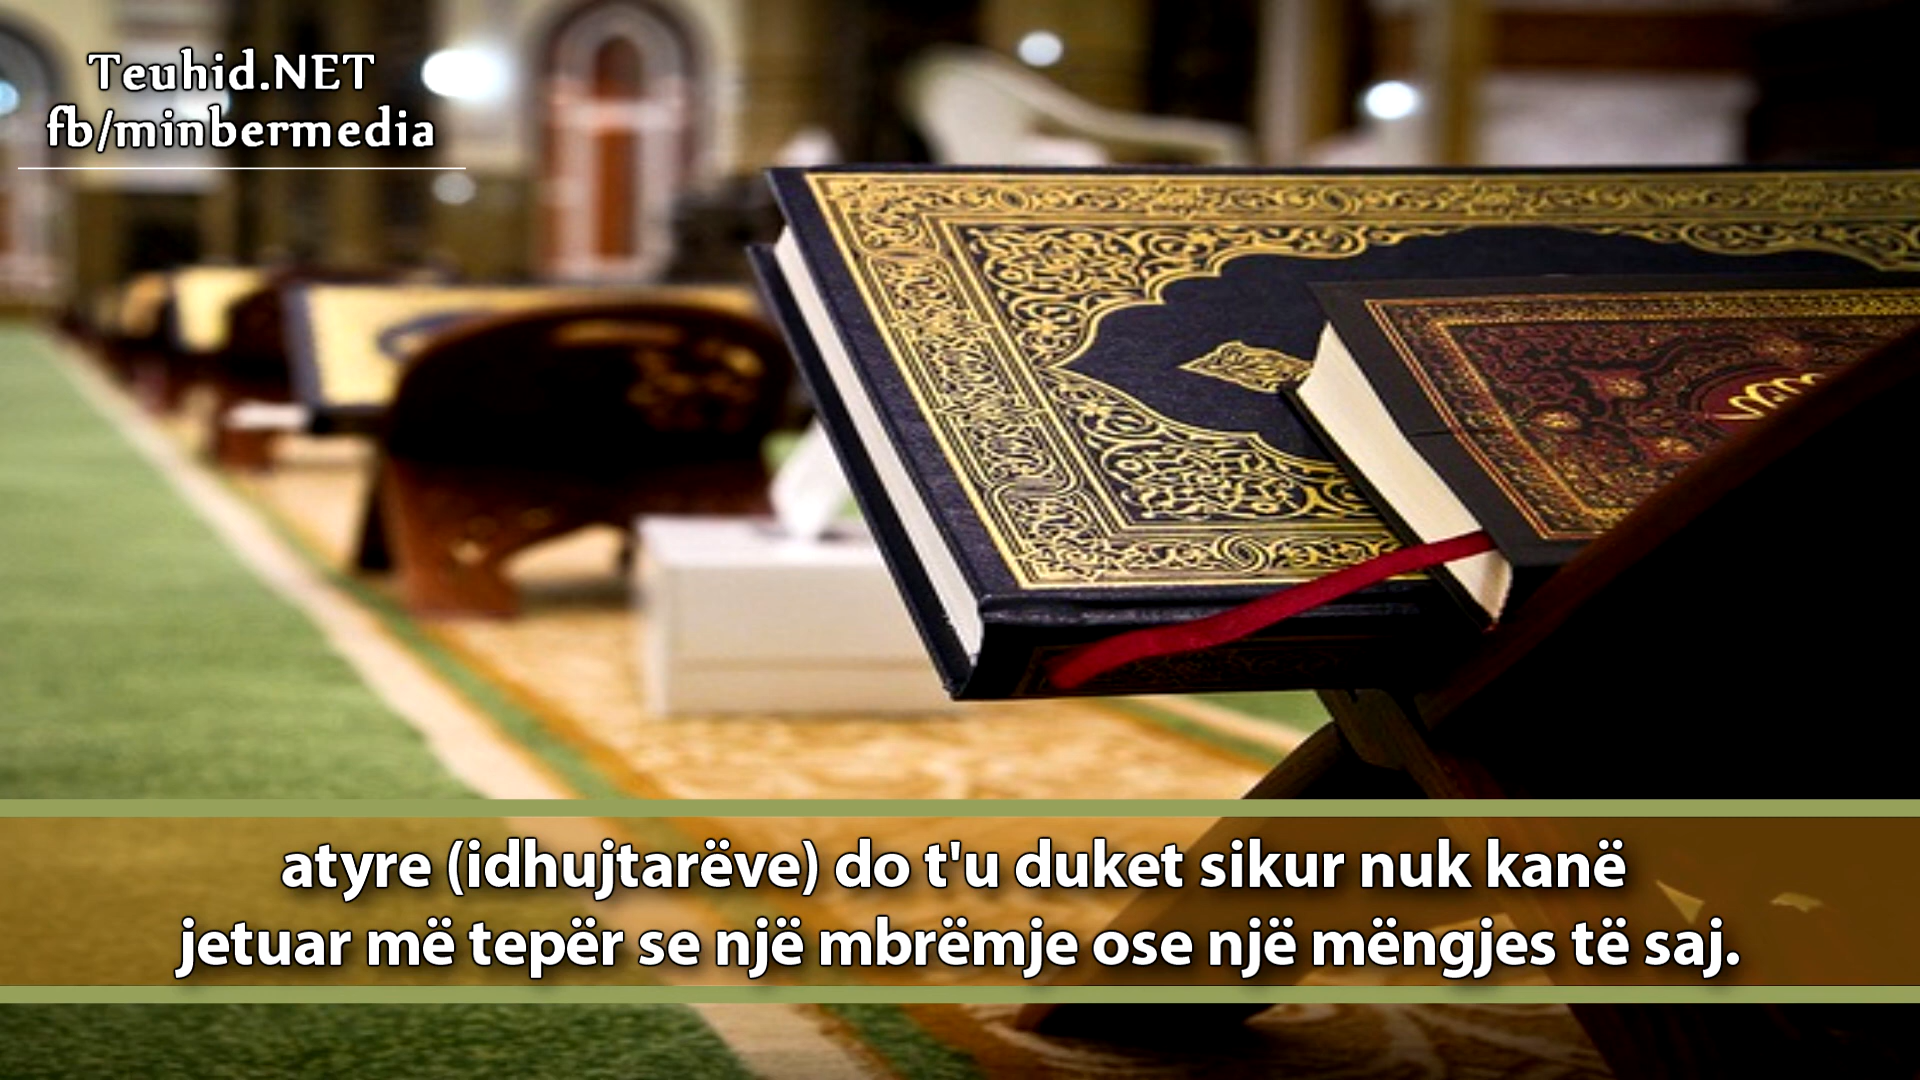 Teuhid.NET
fb/minbermedia
atyre (idhujtarëve) do t'u duket sikur nuk kanë
jetuar më tepër se një mbrëmje ose një mëngjes të saj.